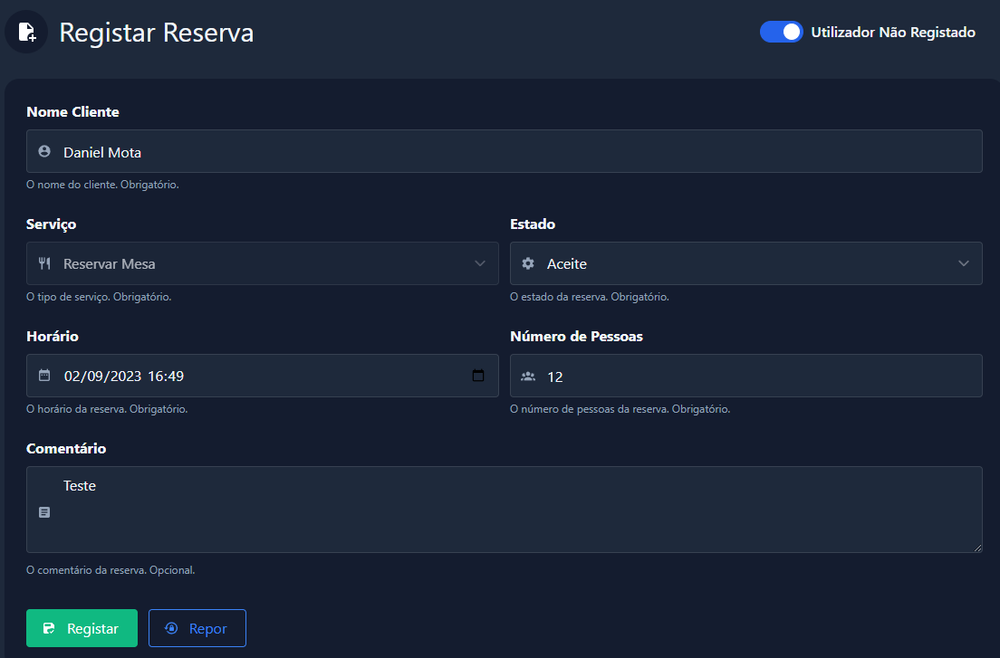 Registar Reserva
Utilizador Não Registado
Nome Cliente
Daniel Mota
O nome do cliente. Obrigatório.
Serviço
Estado
Reservar Mesa
Aceite
O tipo de serviço. Obrigatório.
O estado da reserva. Obrigatório.
Horário
Número de Pessoas
02/09/2023 16:49
12
O horário da reserva. Obrigatório.
O número de pessoas da reserva. Obrigatório.
Comentário
Teste
O comentário da reserva. Opcional.
Registar
Repor